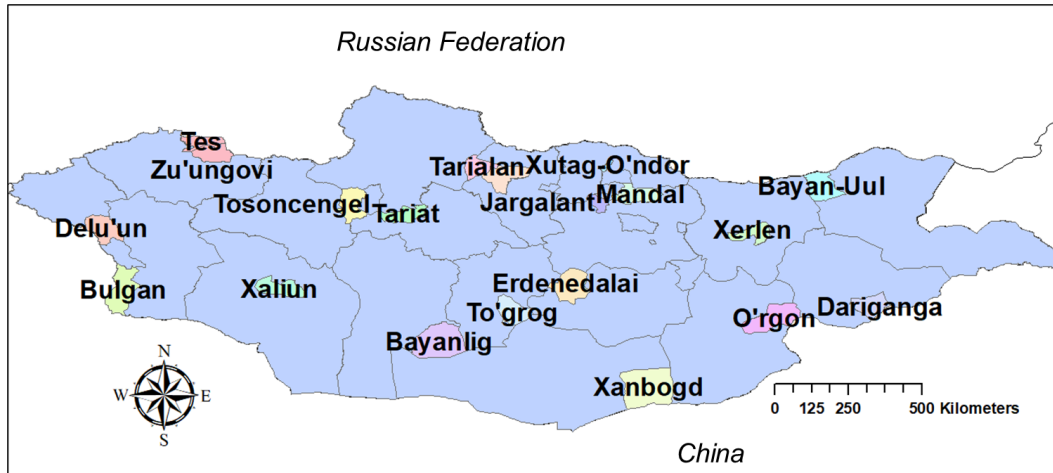 Russian Federation
Tes
Zu'ungovi
Tarialan
Xutag-O'ndor
Tosoncengel
Tariat
Jargalant
Mandal
Bayan-Uul
Delu'un
Xerlen
Bulgan
Xaliun
Erdenedalai
To'grog
O'rgon
Dariganga
Bayanlig
Xanbogd
N
W
E
S
0 125 250 500 Kilometers
China